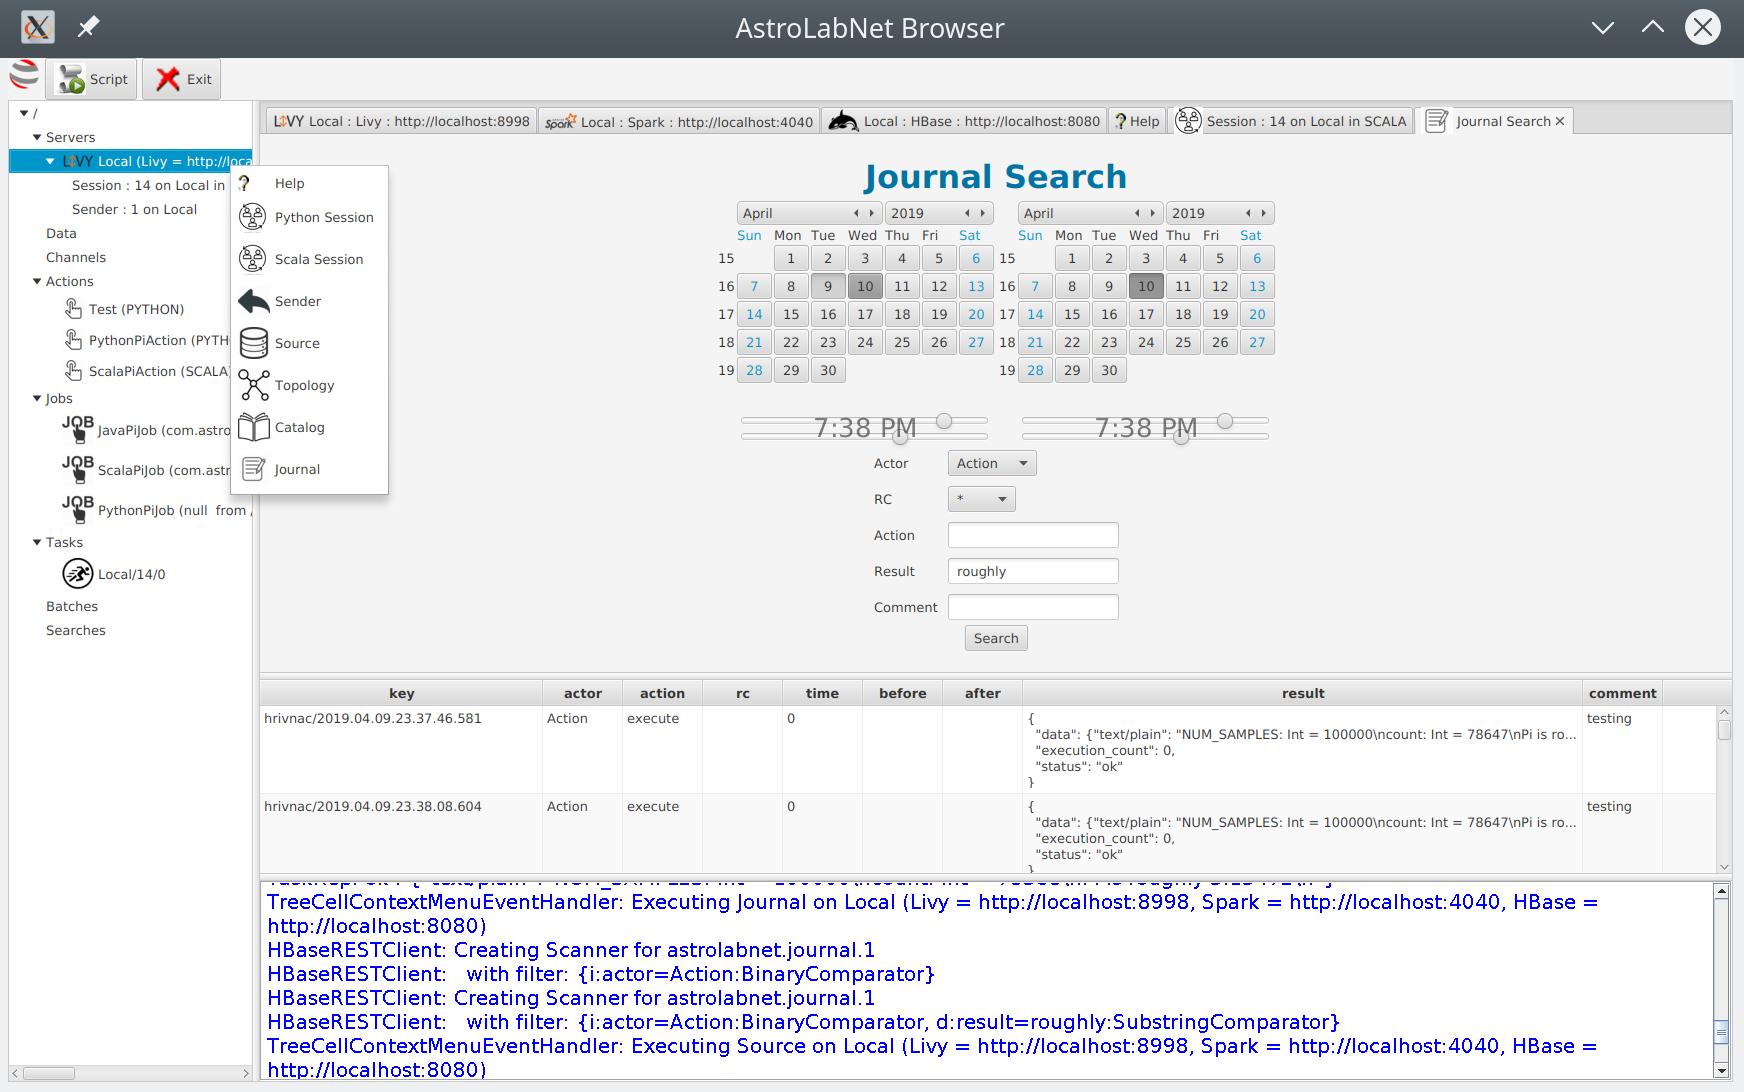 AstroLabNet Browser
Script
Exit
/
Servers
LIVY Local (Livy = http://loca
Session : 14 on Local in
Sender : 1 on Local
Data
Channels
Actions
Test (PYTHON)
PythonPiAction (PYTH
ScalaPiAction (SCALA)
Jobs
JOB JavaPiJob (com.astro
JOB ScalaPiJob (com.astr
JOB PythonPiJob (null from
Tasks
Local/14/0
Batches
Searches
? Help
Python Session
Scala Session
Sender
Source
Topology
Catalog
Journal
LIVY Local : Livy : http://localhost:8998
Spark Local : Spark : http://localhost:4040
Local : HBase : http://localhost:8080
? Help
Session : 14 on Local in SCALA
Journal Search
Journal Search
April 2019 April 2019
Sun Mon Tue Wed Thu Fri Sat Sun Mon Tue Wed Thu Fri Sat
15 1 2 3 4 5 6 15 1 2 3 4 5 6
16 7 8 9 10 11 12 13 16 7 8 9 10 11 12 13
17 14 15 16 17 18 19 20 17 14 15 16 17 18 19 20
18 21 22 23 24 25 26 27 18 21 22 23 24 25 26 27
19 28 29 30 19 28 29 30
7:38 PM 7:38 PM
Actor Action
RC *
Action
Result roughly
Comment
Search
key actor action rc time before after result comment
hrivnac/2019.04.09.23.37.46.581 Action execute 0 { testing
"data": {"text/plain": "NUM_SAMPLES: Int = 100000\ncount: Int = 78647\nPi is ro...
"execution_count": 0,
"status": "ok"
}
hrivnac/2019.04.09.23.38.08.604 Action execute 0 { testing
"data": {"text/plain": "NUM_SAMPLES: Int = 100000\ncount: Int = 78647\nPi is ro...
"execution_count": 0,
"status": "ok"
}
TreeCellContextMenuEventHandler: Executing Journal on Local (Livy = http://localhost:8998, Spark = http://localhost:4040, HBase =
http://localhost:8080)
HBaseRESTClient: Creating Scanner for astrolabnet.journal.1
HBaseRESTClient:   with filter: {i:actor=Action:BinaryComparator}
HBaseRESTClient: Creating Scanner for astrolabnet.journal.1
HBaseRESTClient:   with filter: {i:actor=Action:BinaryComparator, d:result=roughly:SubstringComparator}
TreeCellContextMenuEventHandler: Executing Source on Local (Livy = http://localhost:8998, Spark = http://localhost:4040, HBase =
http://localhost:8080)